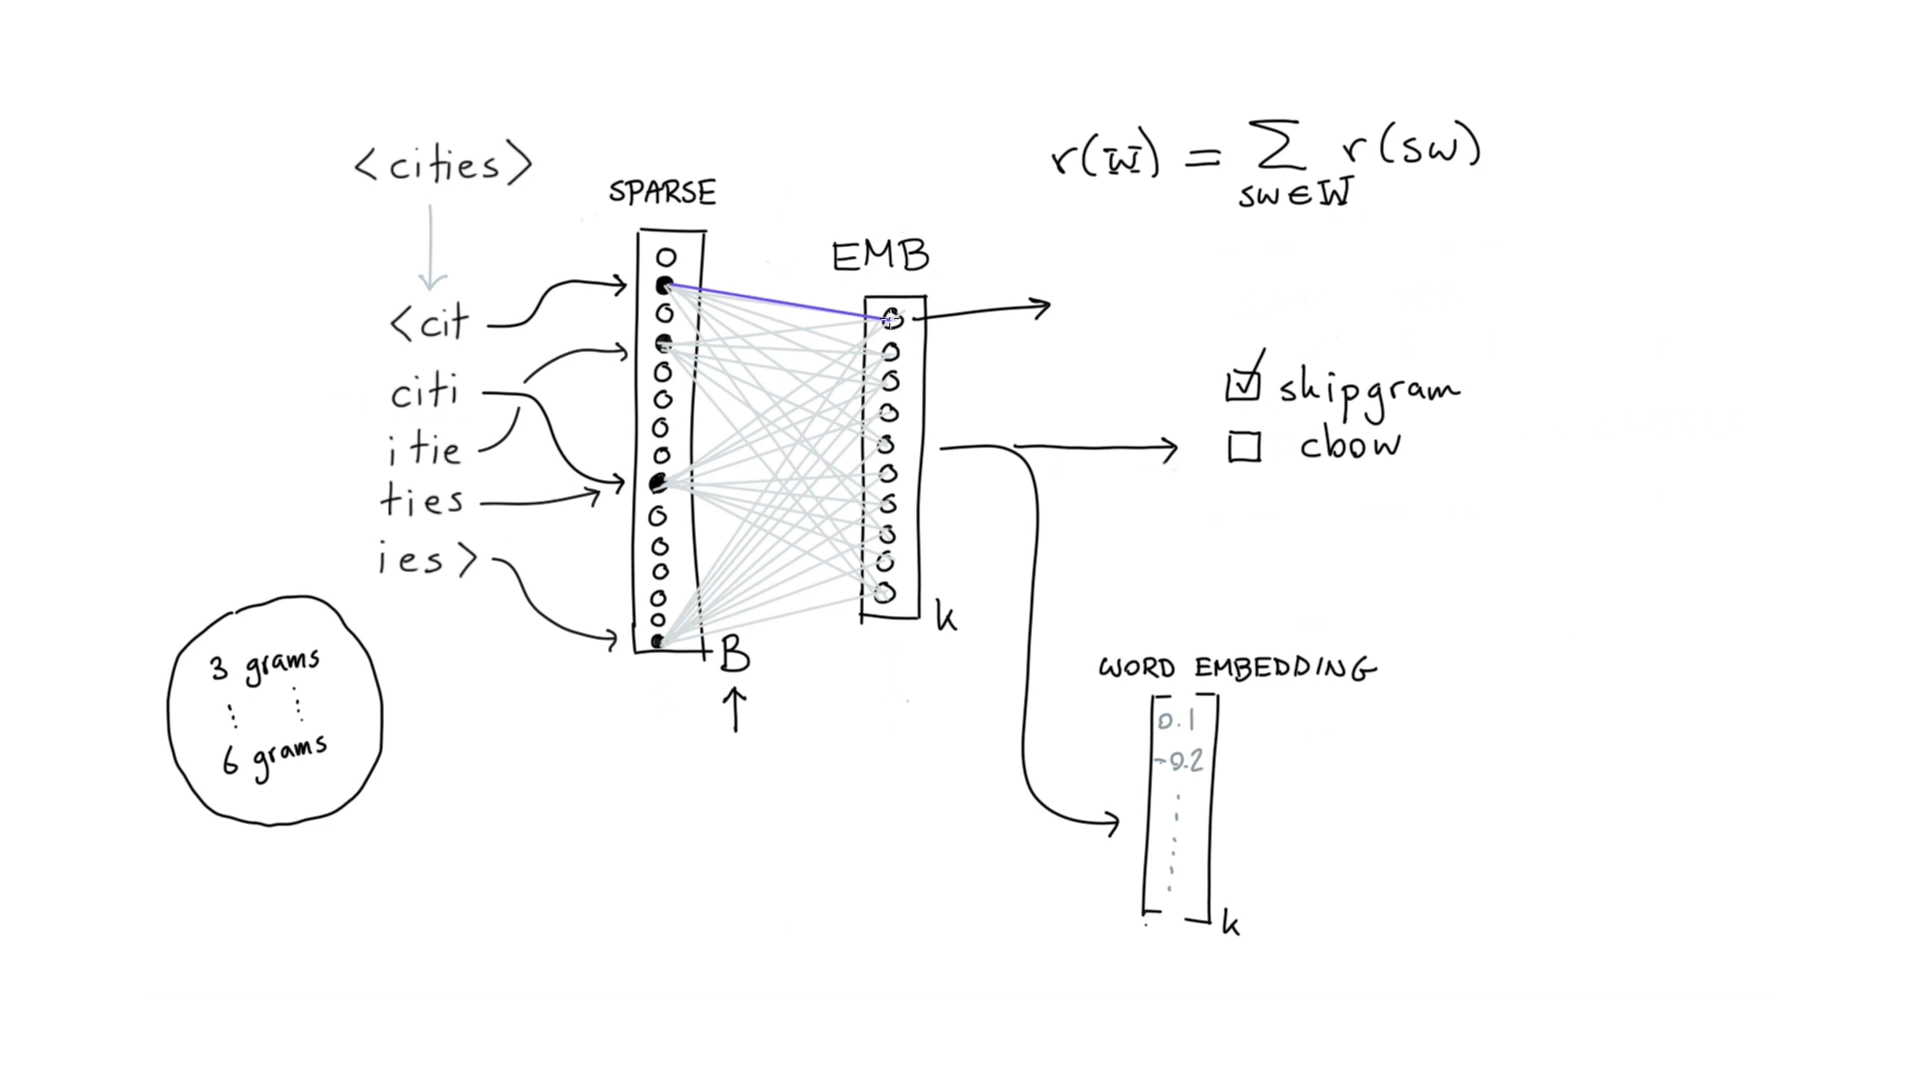 <cities>
<cit
citi
itie
ties
ies>
3 grams
6 grams
SPARSE
B
EMB
k
r(w) = Σ r(sw)
sw∈W
skipgram
cbow
WORD EMBEDDING
0.1
-0.2
k